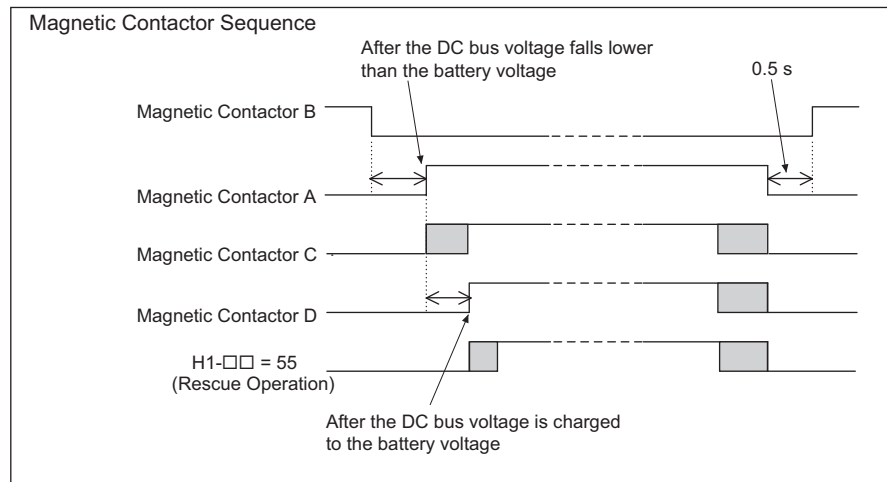 Magnetic Contactor Sequence
After the DC bus voltage falls lower
than the battery voltage
0.5 s
Magnetic Contactor B
Magnetic Contactor A
Magnetic Contactor C
Magnetic Contactor D
H1-□□ = 55
(Rescue Operation)
After the DC bus voltage is charged
to the battery voltage